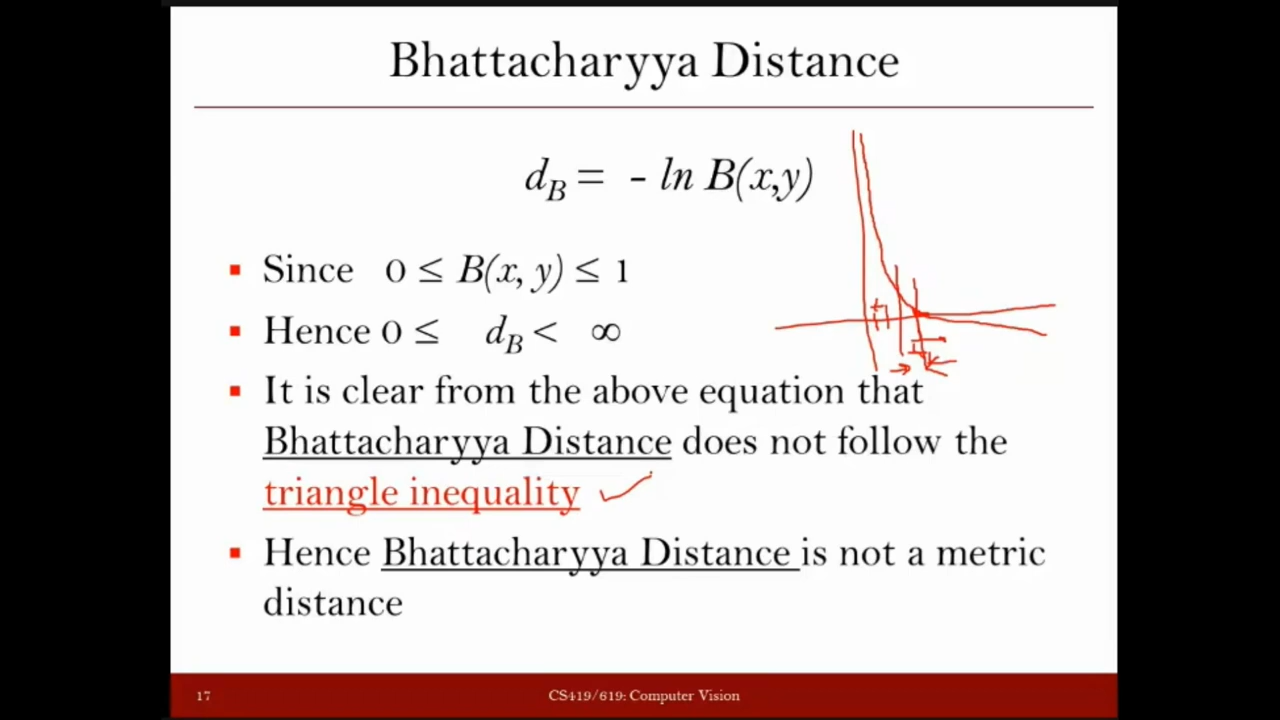 Bhattacharyya Distance
d_B = - ln B(x,y)
▪ Since 0 ≤ B(x, y) ≤ 1
▪ Hence 0 ≤ d_B < ∞
▪ It is clear from the above equation that
Bhattacharyya Distance does not follow the
triangle inequality
▪ Hence Bhattacharyya Distance is not a metric
distance
17
CS419/619: Computer Vision